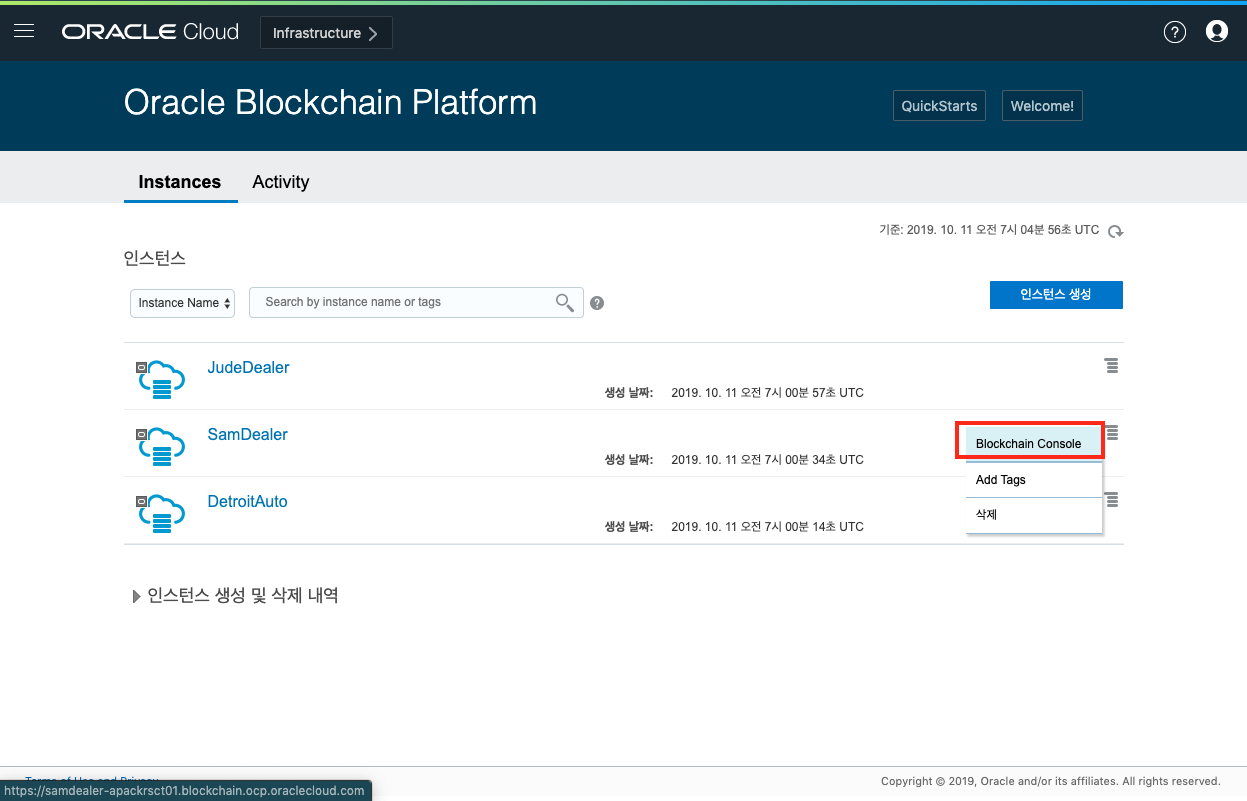 ORACLE Cloud
Infrastructure
?
Oracle Blockchain Platform
QuickStarts
Welcome!
Instances
Activity
기준: 2019. 10. 11 오전 7시 04분 56초 UTC
인스턴스
Instance Name
Search by instance name or tags
?
인스턴스 생성
JudeDealer
생성 날짜: 2019. 10. 11 오전 7시 00분 57초 UTC
SamDealer
Blockchain Console
생성 날짜: 2019. 10. 11 오전 7시 00분 34초 UTC
Add Tags
DetroitAuto
삭제
생성 날짜: 2019. 10. 11 오전 7시 00분 14초 UTC
인스턴스 생성 및 삭제 내역
Terms of Use and Privacy
Copyright © 2019, Oracle and/or its affiliates. All rights reserved.
https://samdealer-apackrsct01.blockchain.ocp.oraclecloud.com